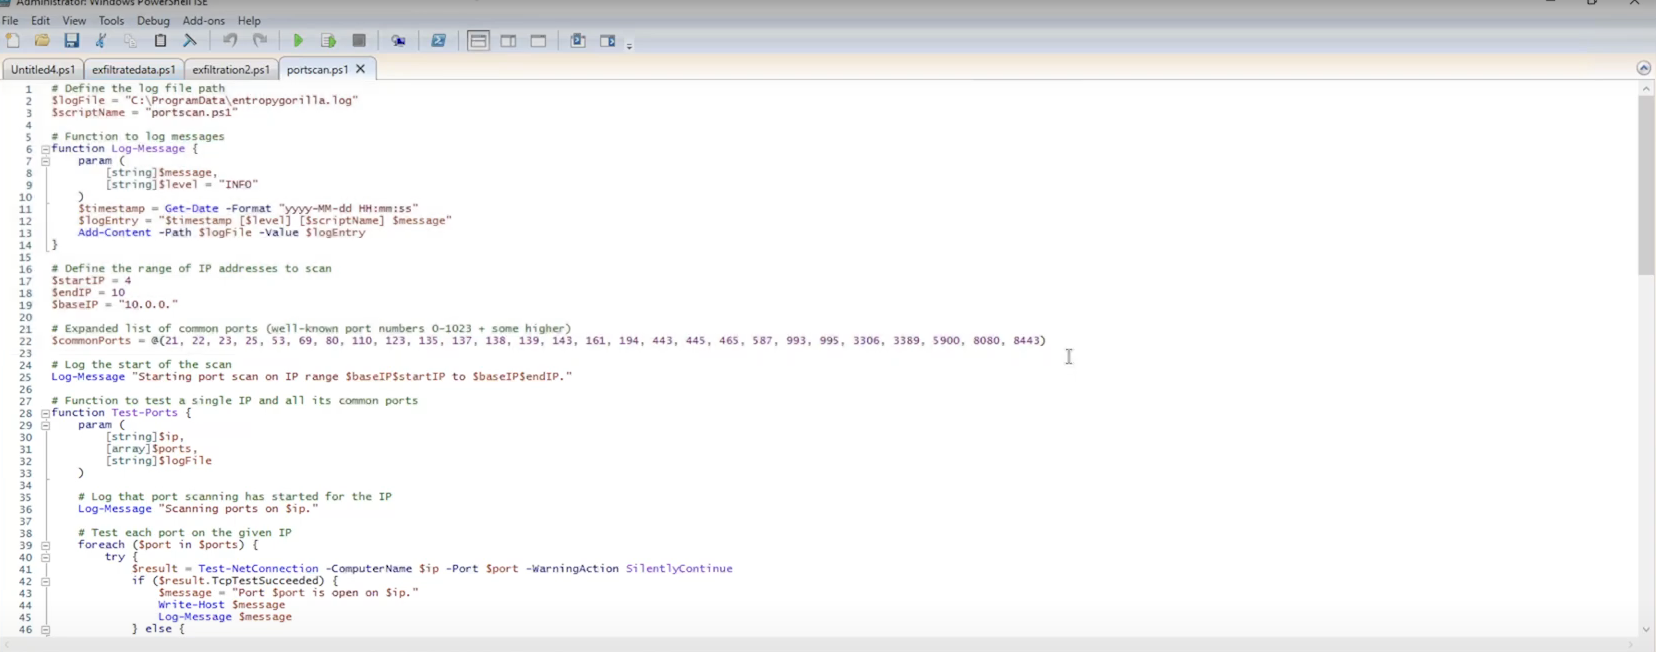 Administrator: Windows PowerShell ISE
File Edit View Tools Debug Add-ons Help
Untitled4.ps1 exfiltratedata.ps1 exfiltration2.ps1 portscan.ps1
1 # Define the log file path
2 $logFile = "C:\ProgramData\entropygorilla.log"
3 $scriptName = "portscan.ps1"
4
5 # Function to log messages
6 function Log-Message {
7 param (
8 [string]$message,
9 [string]$level = "INFO"
10 )
11 $timestamp = Get-Date -Format "yyyy-MM-dd HH:mm:ss"
12 $logEntry = "$timestamp [$level] [$scriptName] $message"
13 Add-Content -Path $logFile -Value $logEntry
14 }
15
16 # Define the range of IP addresses to scan
17 $startIP = 4
18 $endIP = 10
19 $baseIP = "10.0.0."
20
21 # Expanded list of common ports (well-known port numbers 0-1023 + some higher)
22 $commonPorts = @(21, 22, 23, 25, 53, 69, 80, 110, 123, 135, 137, 138, 139, 143, 161, 194, 443, 445, 465, 587, 993, 995, 3306, 3389, 5900, 8080, 8443)
23
24 # Log the start of the scan
25 Log-Message "Starting port scan on IP range $baseIP$startIP to $baseIP$endIP."
26
27 # Function to test a single IP and all its common ports
28 function Test-Ports {
29 param (
30 [string]$ip,
31 [array]$ports,
32 [string]$logFile
33 )
34
35 # Log that port scanning has started for the IP
36 Log-Message "Scanning ports on $ip."
37
38 # Test each port on the given IP
39 foreach ($port in $ports) {
40 try {
41 $result = Test-NetConnection -ComputerName $ip -Port $port -WarningAction SilentlyContinue
42 if ($result.TcpTestSucceeded) {
43 $message = "Port $port is open on $ip."
44 Write-Host $message
45 Log-Message $message
46 } else {